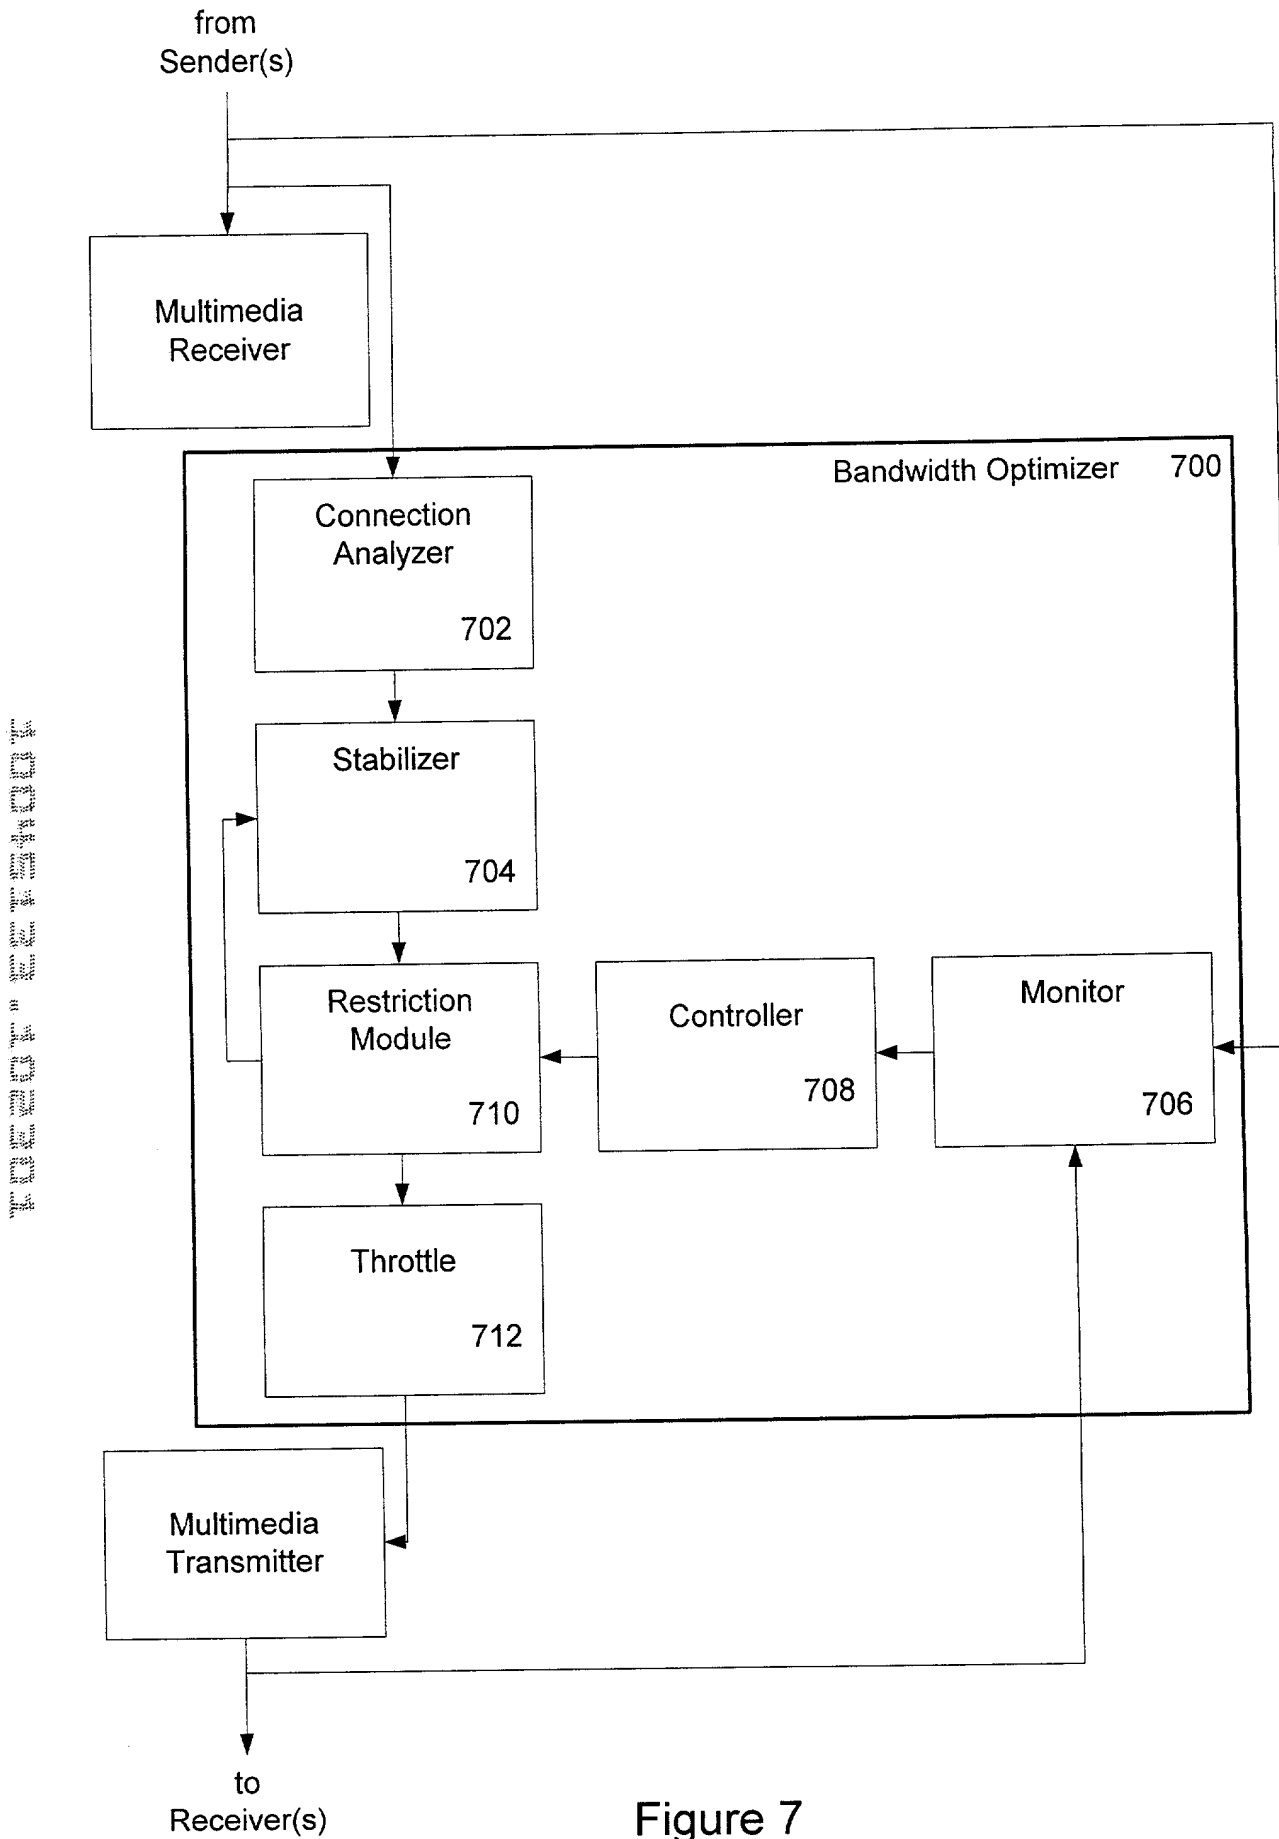 from
Sender(s)
Multimedia
Receiver
Bandwidth Optimizer 700
Connection
Analyzer
702
Stabilizer
704
Restriction
Module
710
Controller
708
Monitor
706
Throttle
712
Multimedia
Transmitter
to
Receiver(s)
Figure 7